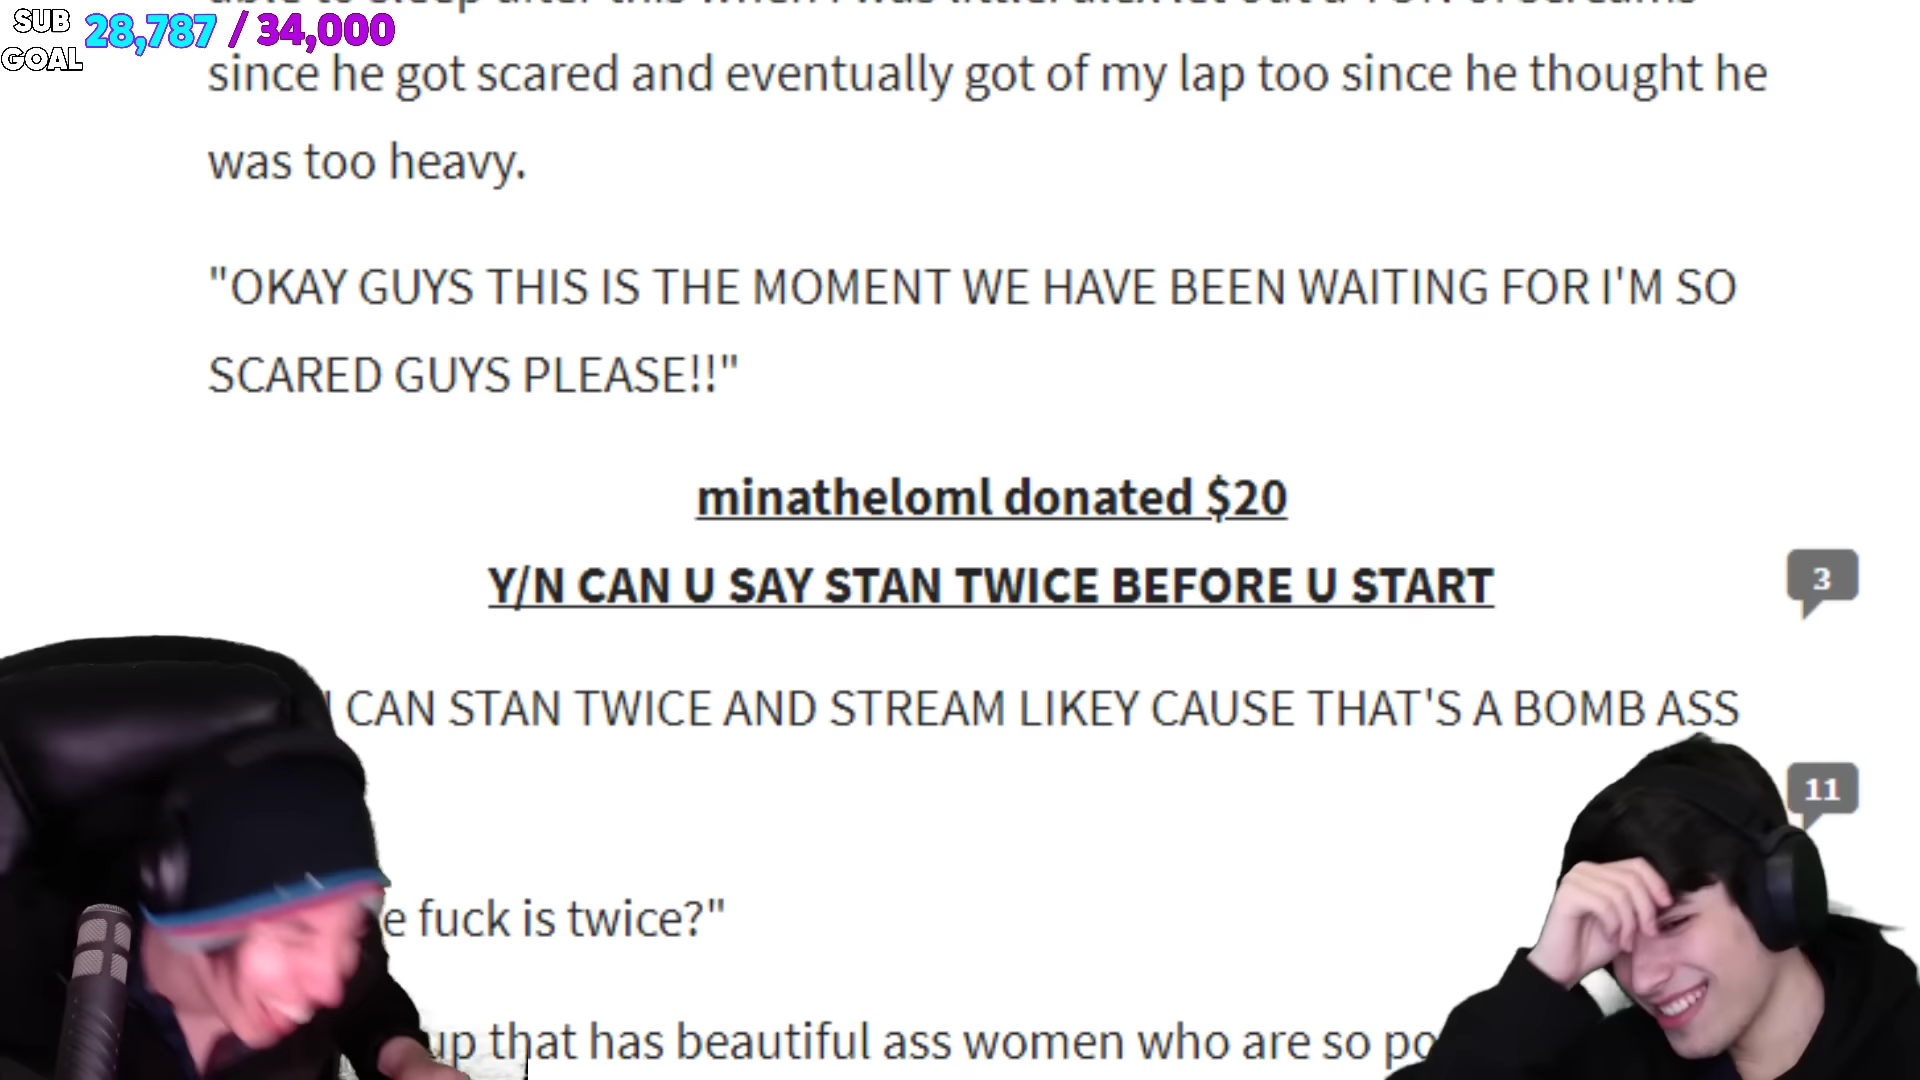 SUB
GOAL 28,787 / 34,000
since he got scared and eventually got of my lap too since he thought he
was too heavy.
"OKAY GUYS THIS IS THE MOMENT WE HAVE BEEN WAITING FOR I'M SO
SCARED GUYS PLEASE!!"
minatheloml donated $20
Y/N CAN U SAY STAN TWICE BEFORE U START
3
I CAN STAN TWICE AND STREAM LIKEY CAUSE THAT'S A BOMB ASS
11
fuck is twice?"
up that has beautiful ass women who are so